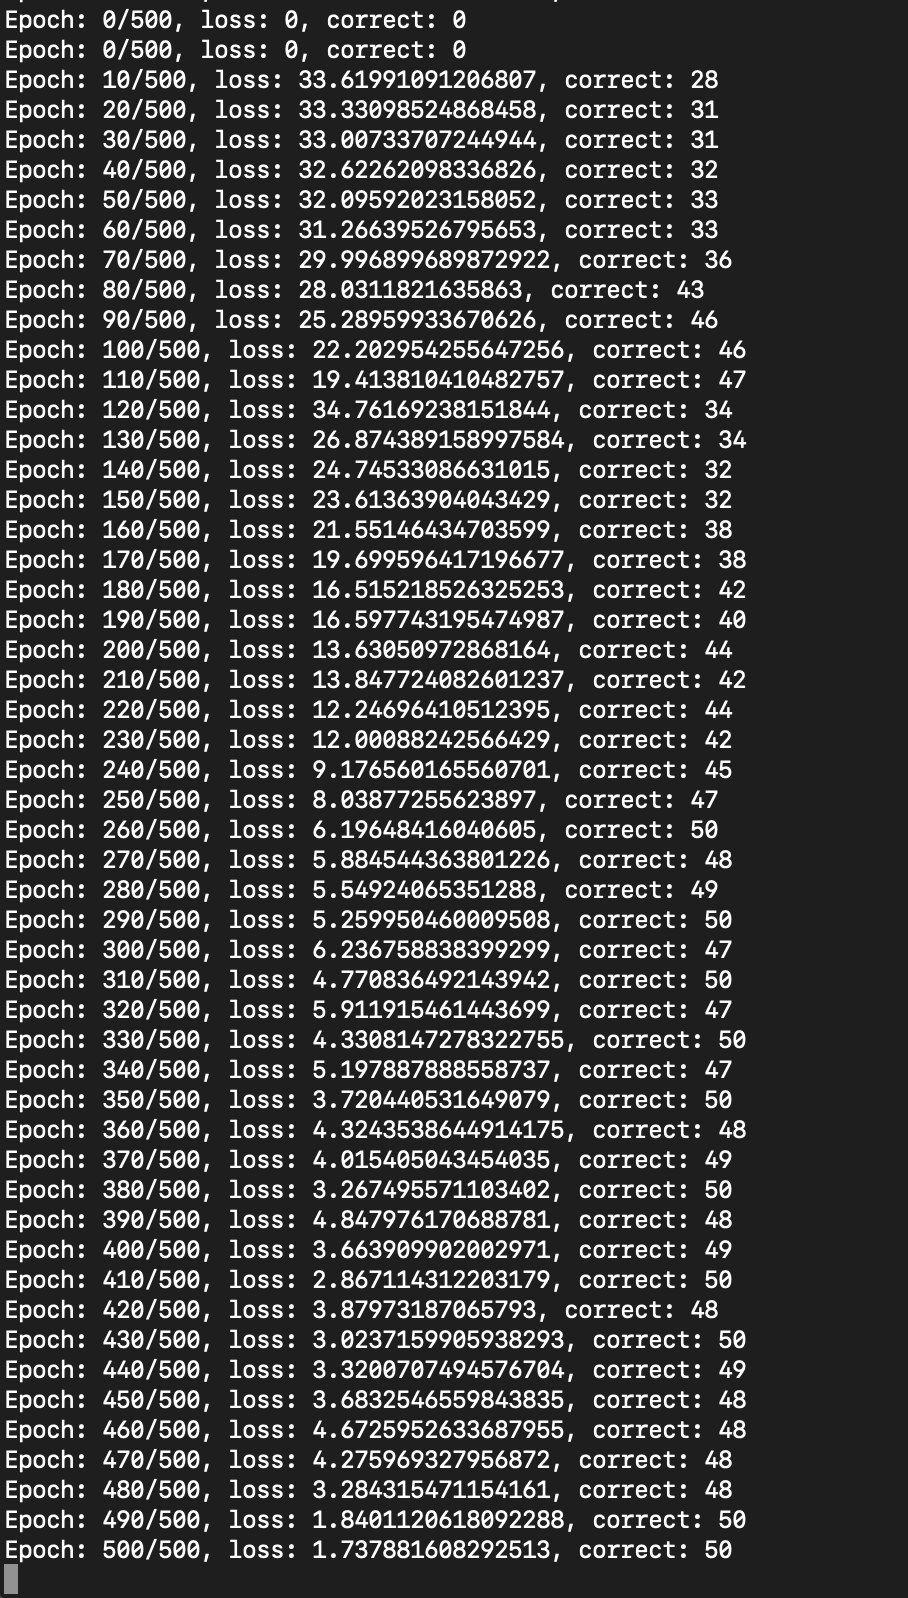 Epoch: 0/500, loss: 0, correct: 0
Epoch: 0/500, loss: 0, correct: 0
Epoch: 10/500, loss: 33.61991091206807, correct: 28
Epoch: 20/500, loss: 33.33098524868458, correct: 31
Epoch: 30/500, loss: 33.00733707244944, correct: 31
Epoch: 40/500, loss: 32.62262098336826, correct: 32
Epoch: 50/500, loss: 32.09592023158052, correct: 33
Epoch: 60/500, loss: 31.26639526795653, correct: 33
Epoch: 70/500, loss: 29.996899689872922, correct: 36
Epoch: 80/500, loss: 28.0311821635863, correct: 43
Epoch: 90/500, loss: 25.28959933670626, correct: 46
Epoch: 100/500, loss: 22.202954255647256, correct: 46
Epoch: 110/500, loss: 19.413810410482757, correct: 47
Epoch: 120/500, loss: 34.76169238151844, correct: 34
Epoch: 130/500, loss: 26.874389158997584, correct: 34
Epoch: 140/500, loss: 24.74533086631015, correct: 32
Epoch: 150/500, loss: 23.61363904043429, correct: 32
Epoch: 160/500, loss: 21.55146434703599, correct: 38
Epoch: 170/500, loss: 19.699596417196677, correct: 38
Epoch: 180/500, loss: 16.515218526325253, correct: 42
Epoch: 190/500, loss: 16.597743195474987, correct: 40
Epoch: 200/500, loss: 13.63050972868164, correct: 44
Epoch: 210/500, loss: 13.847724082601237, correct: 42
Epoch: 220/500, loss: 12.24696410512395, correct: 44
Epoch: 230/500, loss: 12.00088242566429, correct: 42
Epoch: 240/500, loss: 9.176560165560701, correct: 45
Epoch: 250/500, loss: 8.03877255623897, correct: 47
Epoch: 260/500, loss: 6.19648416040605, correct: 50
Epoch: 270/500, loss: 5.884544363801226, correct: 48
Epoch: 280/500, loss: 5.54924065351288, correct: 49
Epoch: 290/500, loss: 5.259950460009508, correct: 50
Epoch: 300/500, loss: 6.236758838399299, correct: 47
Epoch: 310/500, loss: 4.770836492143942, correct: 50
Epoch: 320/500, loss: 5.911915461443699, correct: 47
Epoch: 330/500, loss: 4.3308147278322755, correct: 50
Epoch: 340/500, loss: 5.197887888558737, correct: 47
Epoch: 350/500, loss: 3.720440531649079, correct: 50
Epoch: 360/500, loss: 4.3243538644914175, correct: 48
Epoch: 370/500, loss: 4.015405043454035, correct: 49
Epoch: 380/500, loss: 3.267495571103402, correct: 50
Epoch: 390/500, loss: 4.847976170688781, correct: 48
Epoch: 400/500, loss: 3.663909902002971, correct: 49
Epoch: 410/500, loss: 2.867114312203179, correct: 50
Epoch: 420/500, loss: 3.87973187065793, correct: 48
Epoch: 430/500, loss: 3.0237159905938293, correct: 50
Epoch: 440/500, loss: 3.3200707494576704, correct: 49
Epoch: 450/500, loss: 3.6832546559843835, correct: 48
Epoch: 460/500, loss: 4.6725952633687955, correct: 48
Epoch: 470/500, loss: 4.275969327956872, correct: 48
Epoch: 480/500, loss: 3.284315471154161, correct: 48
Epoch: 490/500, loss: 1.8401120618092288, correct: 50
Epoch: 500/500, loss: 1.737881608292513, correct: 50